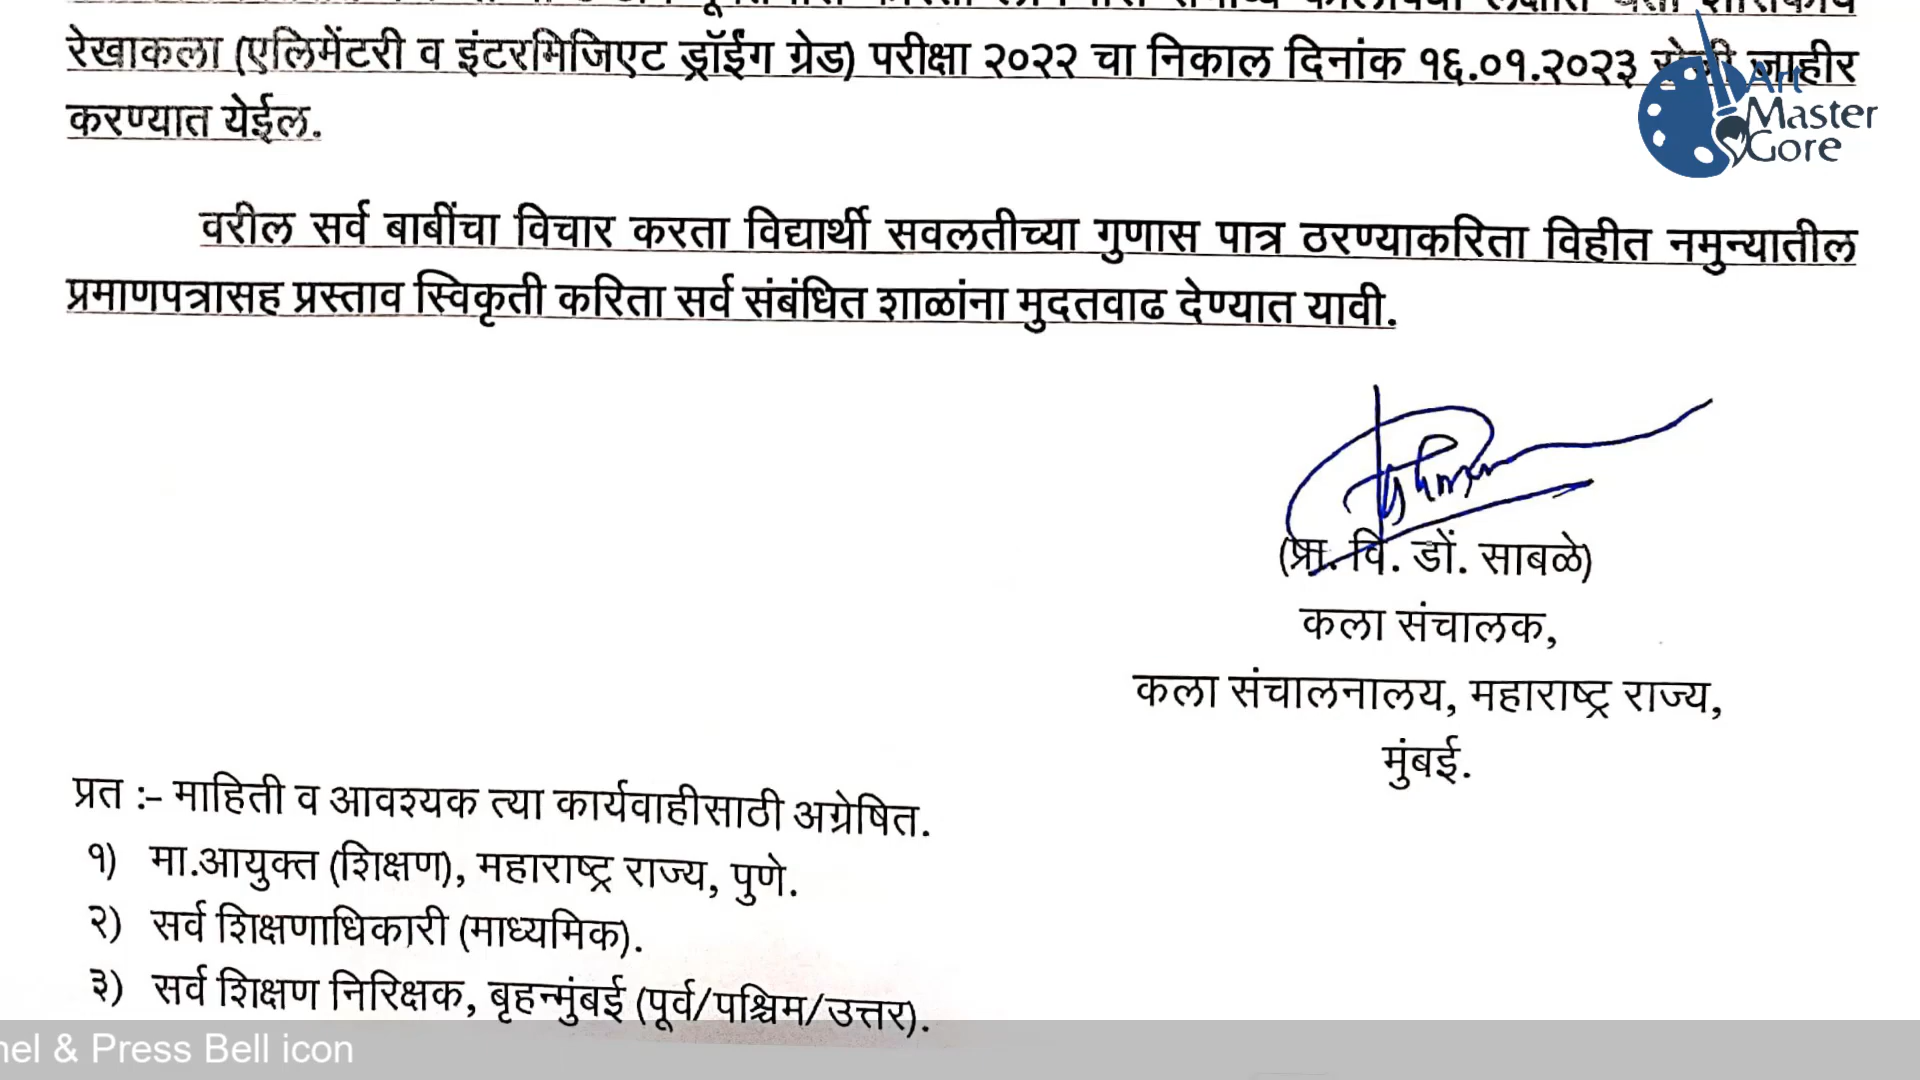 रेखाकला (एलिमेंटरी व इंटरमिजिएट ड्रॉईंग ग्रेड) परीक्षा २०२२ चा निकाल दिनांक १६.०१.२०२३ रोजी जाहीर
करण्यात येईल.
Art
Master
Gore
वरील सर्व बाबींचा विचार करता विद्यार्थी सवलतीच्या गुणास पात्र ठरण्याकरिता विहीत नमुन्यातील
प्रमाणपत्रासह प्रस्ताव स्विकृती करिता सर्व संबंधित शाळांना मुदतवाढ देण्यात यावी.
(प्रा. वि. डों. साबळे)
कला संचालक,
कला संचालनालय, महाराष्ट्र राज्य,
मुंबई.
प्रत :- माहिती व आवश्यक त्या कार्यवाहीसाठी अग्रेषित.
१) मा.आयुक्त (शिक्षण), महाराष्ट्र राज्य, पुणे.
२) सर्व शिक्षणाधिकारी (माध्यमिक).
३) सर्व शिक्षण निरिक्षक, बृहन्मुंबई (पूर्व/पश्चिम/उत्तर).
nel & Press Bell icon